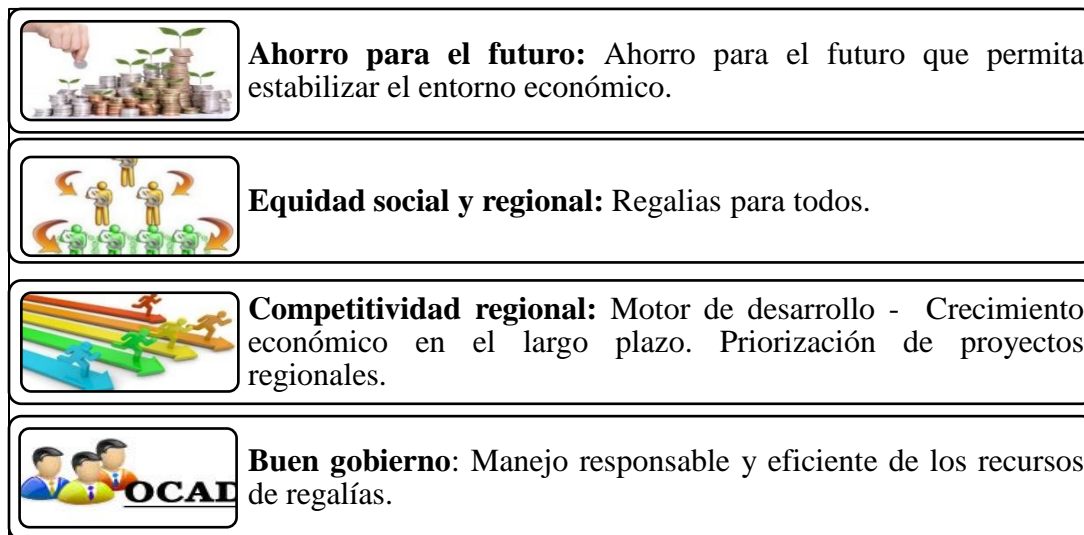 Ahorro para el futuro: Ahorro para el futuro que permita
estabilizar el entorno económico.
Equidad social y regional: Regalias para todos.
Competitividad regional: Motor de desarrollo - Crecimiento
económico en el largo plazo. Priorización de proyectos
regionales.
OCAD
Buen gobierno: Manejo responsable y eficiente de los recursos
de regalías.